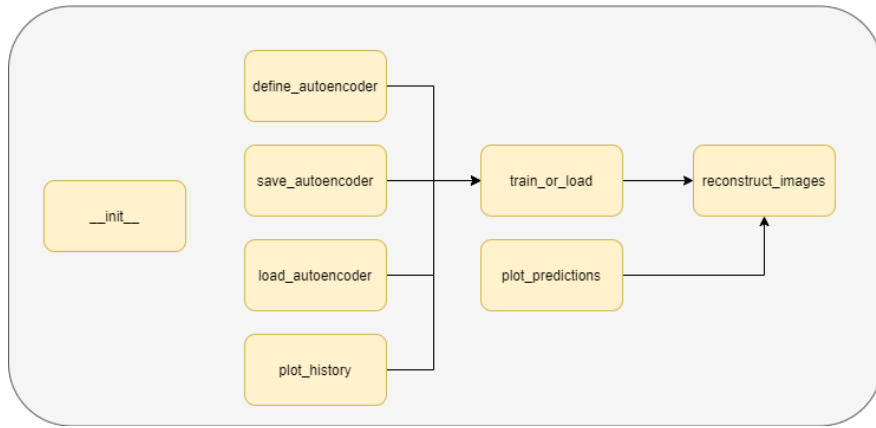 __init__
define_autoencoder
save_autoencoder
load_autoencoder
plot_history
train_or_load
plot_predictions
reconstruct_images